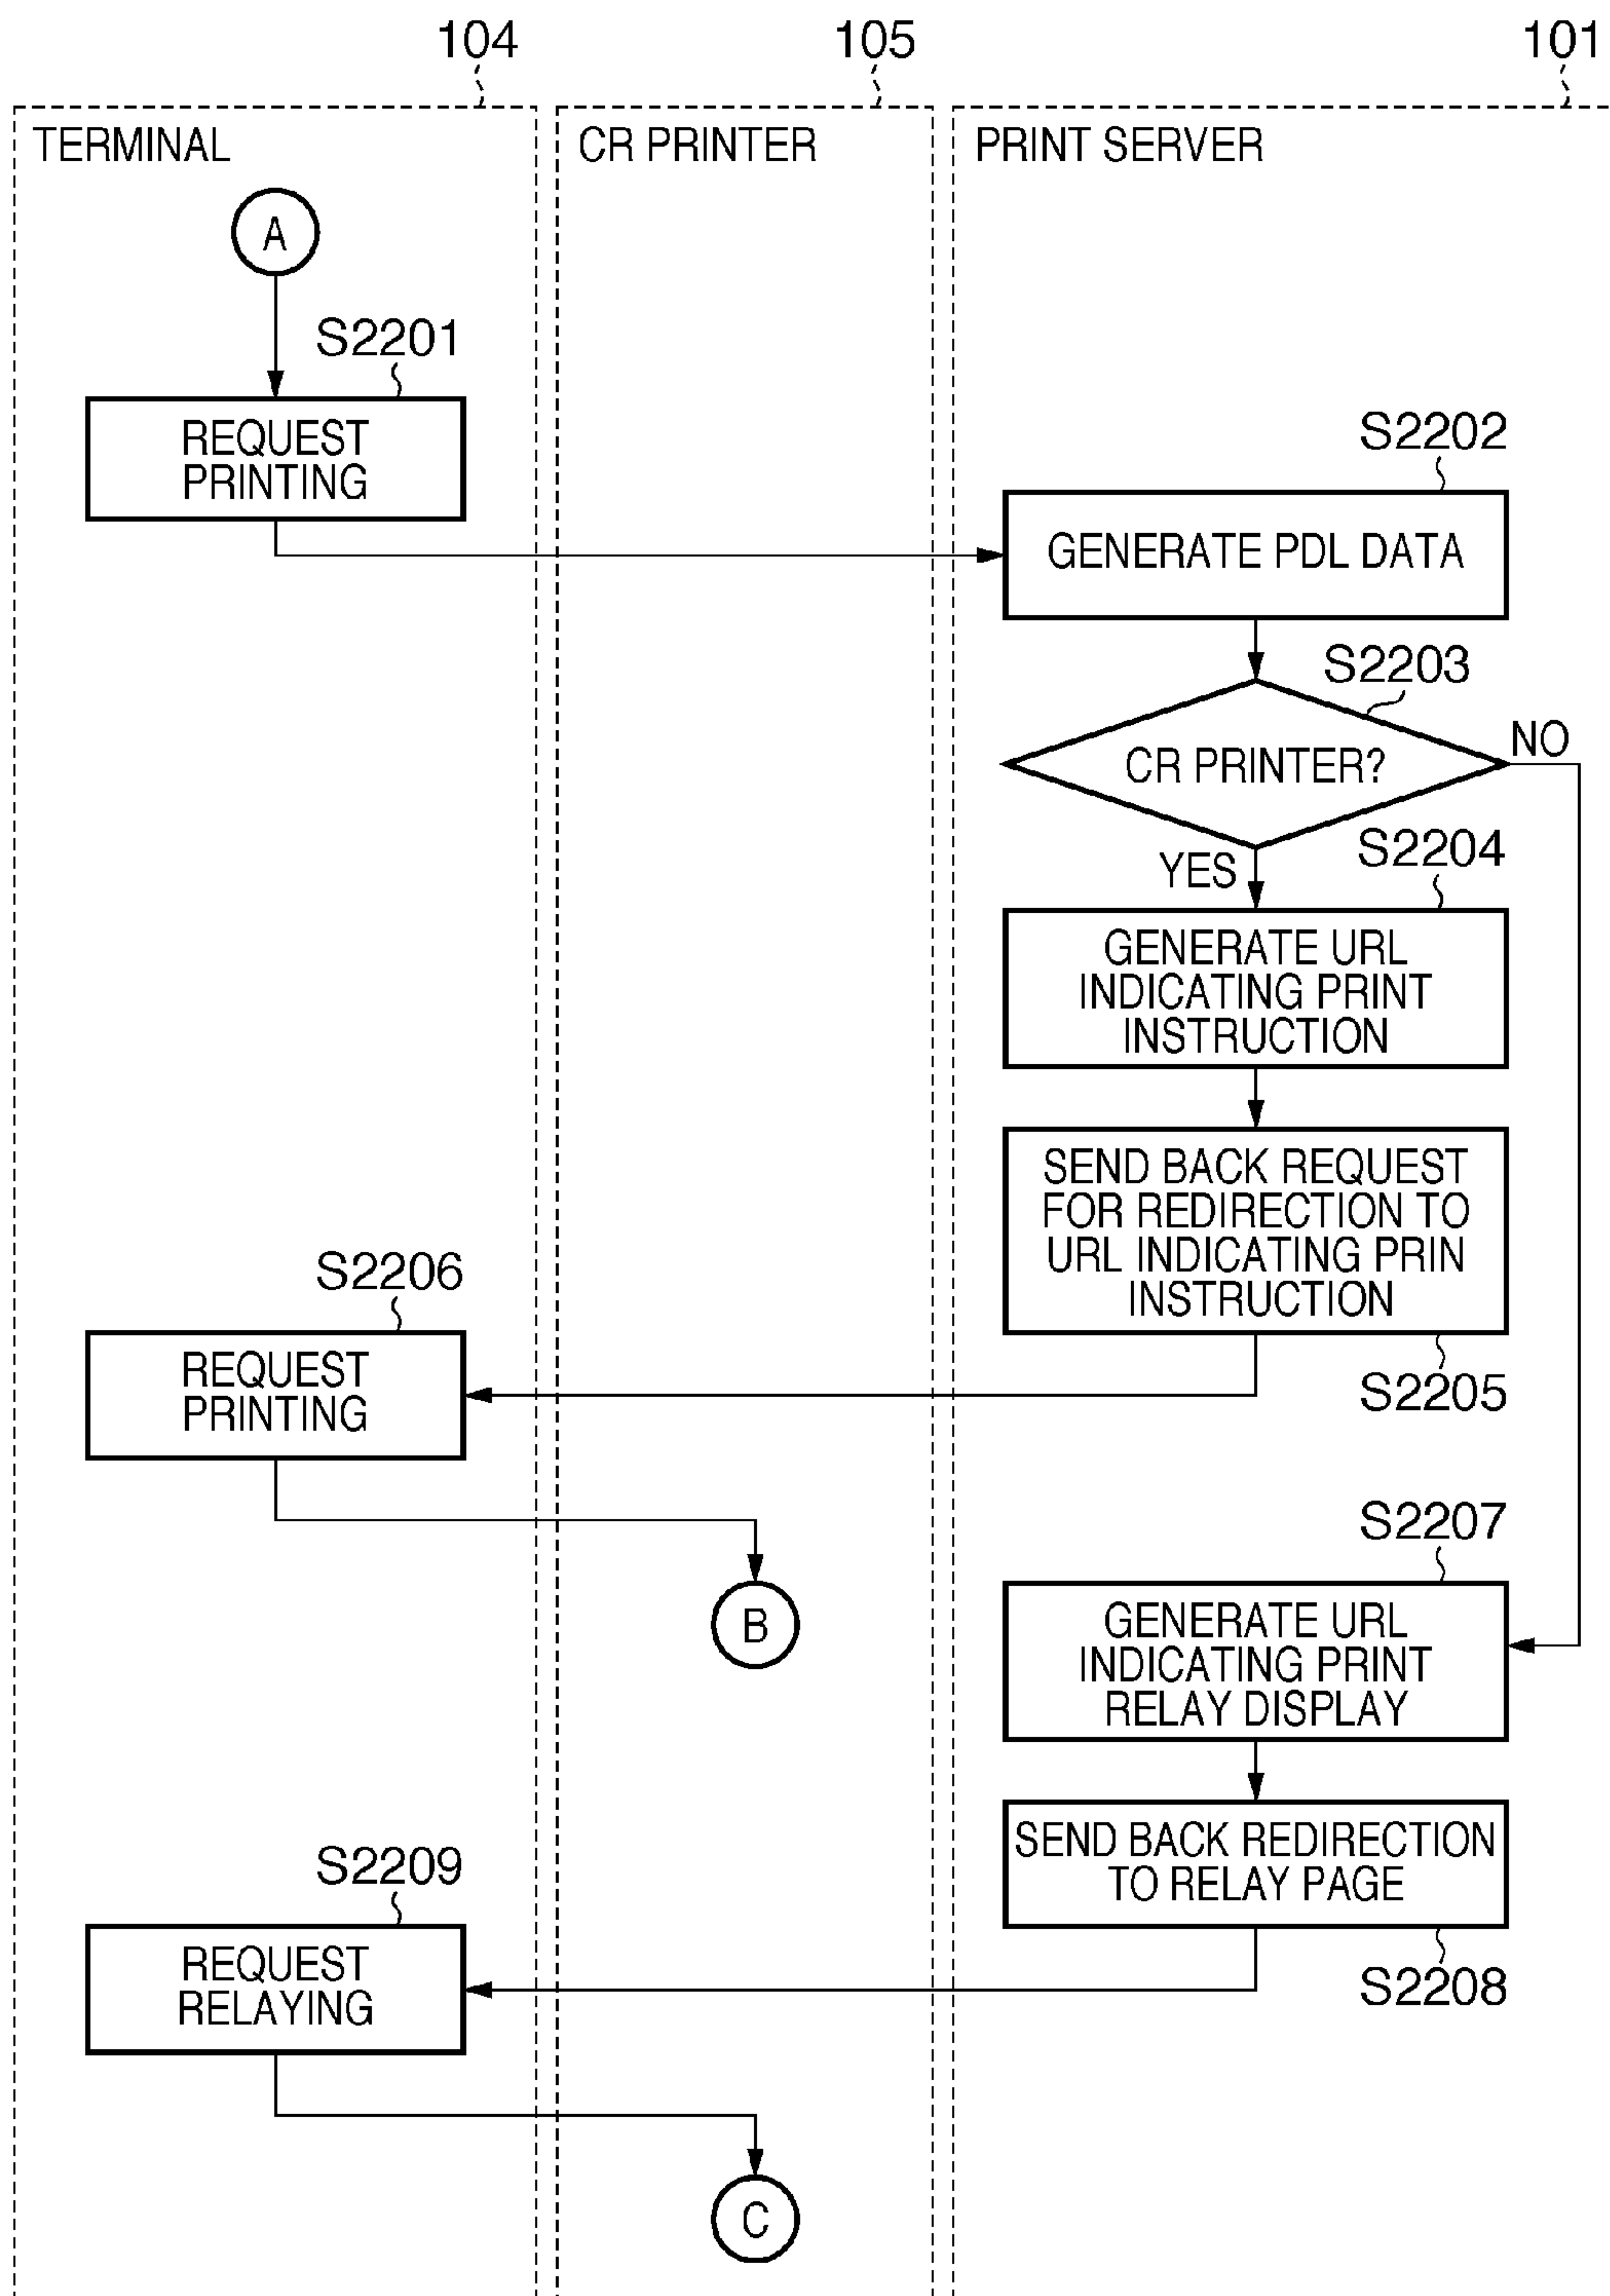 104
105
101
TERMINAL
CR PRINTER
PRINT SERVER
A
S2201
REQUEST
PRINTING
S2202
GENERATE PDL DATA
S2203
CR PRINTER?
NO
YES
S2204
GENERATE URL
INDICATING PRINT
INSTRUCTION
SEND BACK REQUEST
FOR REDIRECTION TO
URL INDICATING PRIN
INSTRUCTION
S2205
S2206
REQUEST
PRINTING
B
S2207
GENERATE URL
INDICATING PRINT
RELAY DISPLAY
SEND BACK REDIRECTION
TO RELAY PAGE
S2208
S2209
REQUEST
RELAYING
C